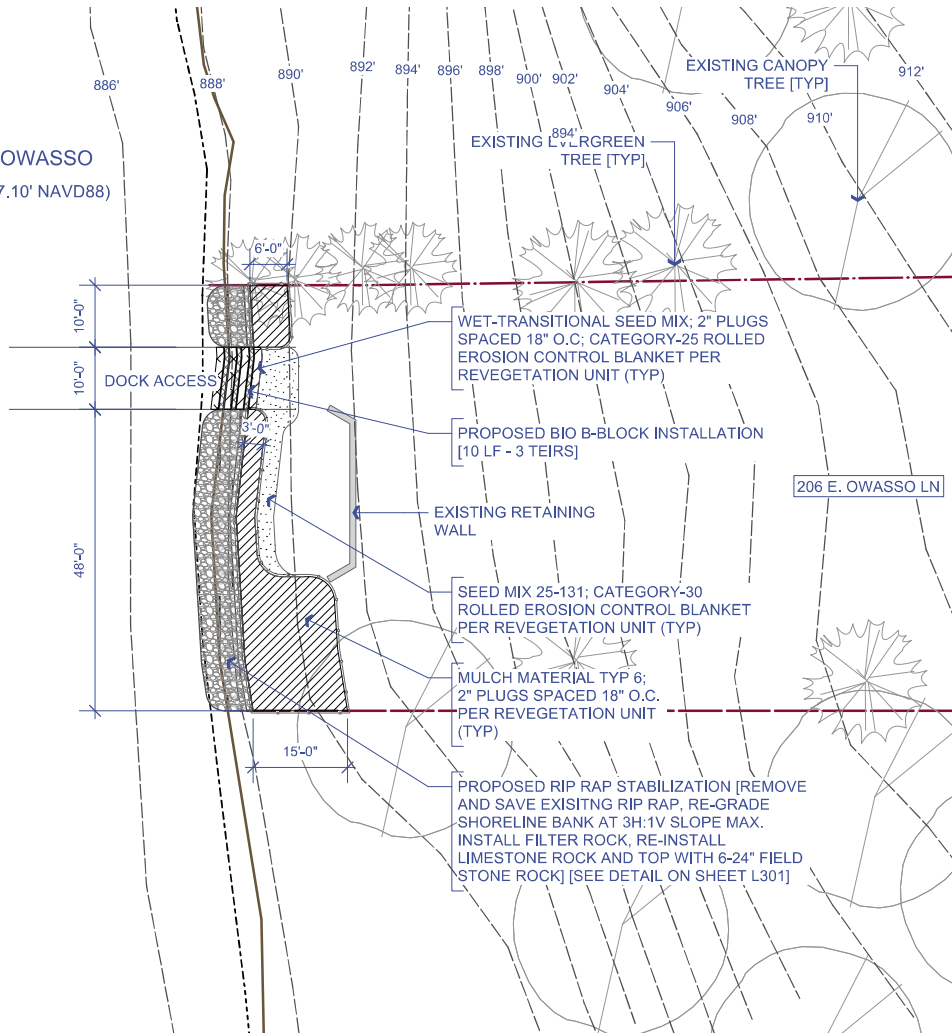 886'
888'
890'
892'
894'
896'
898'
900'
902'
904'
906'
908'
910'
912'
EXISTING CANOPY
TREE [TYP]
894'
EXISTING EVERGREEN
TREE [TYP]
OWASSO
7.10' NAVD88)
6'-0"
10'-0"
WET-TRANSITIONAL SEED MIX; 2" PLUGS
SPACED 18" O.C; CATEGORY-25 ROLLED
EROSION CONTROL BLANKET PER
REVEGETATION UNIT (TYP)
10'-0"
DOCK ACCESS
3'-0"
PROPOSED BIO B-BLOCK INSTALLATION
[10 LF - 3 TEIRS]
206 E. OWASSO LN
EXISTING RETAINING
WALL
48'-0"
SEED MIX 25-131; CATEGORY-30
ROLLED EROSION CONTROL BLANKET
PER REVEGETATION UNIT (TYP)
MULCH MATERIAL TYP 6;
2" PLUGS SPACED 18" O.C.
PER REVEGETATION UNIT
(TYP)
15'-0"
PROPOSED RIP RAP STABILIZATION [REMOVE
AND SAVE EXISITNG RIP RAP, RE-GRADE
SHORELINE BANK AT 3H:1V SLOPE MAX.
INSTALL FILTER ROCK, RE-INSTALL
LIMESTONE ROCK AND TOP WITH 6-24" FIELD
STONE ROCK] [SEE DETAIL ON SHEET L301]